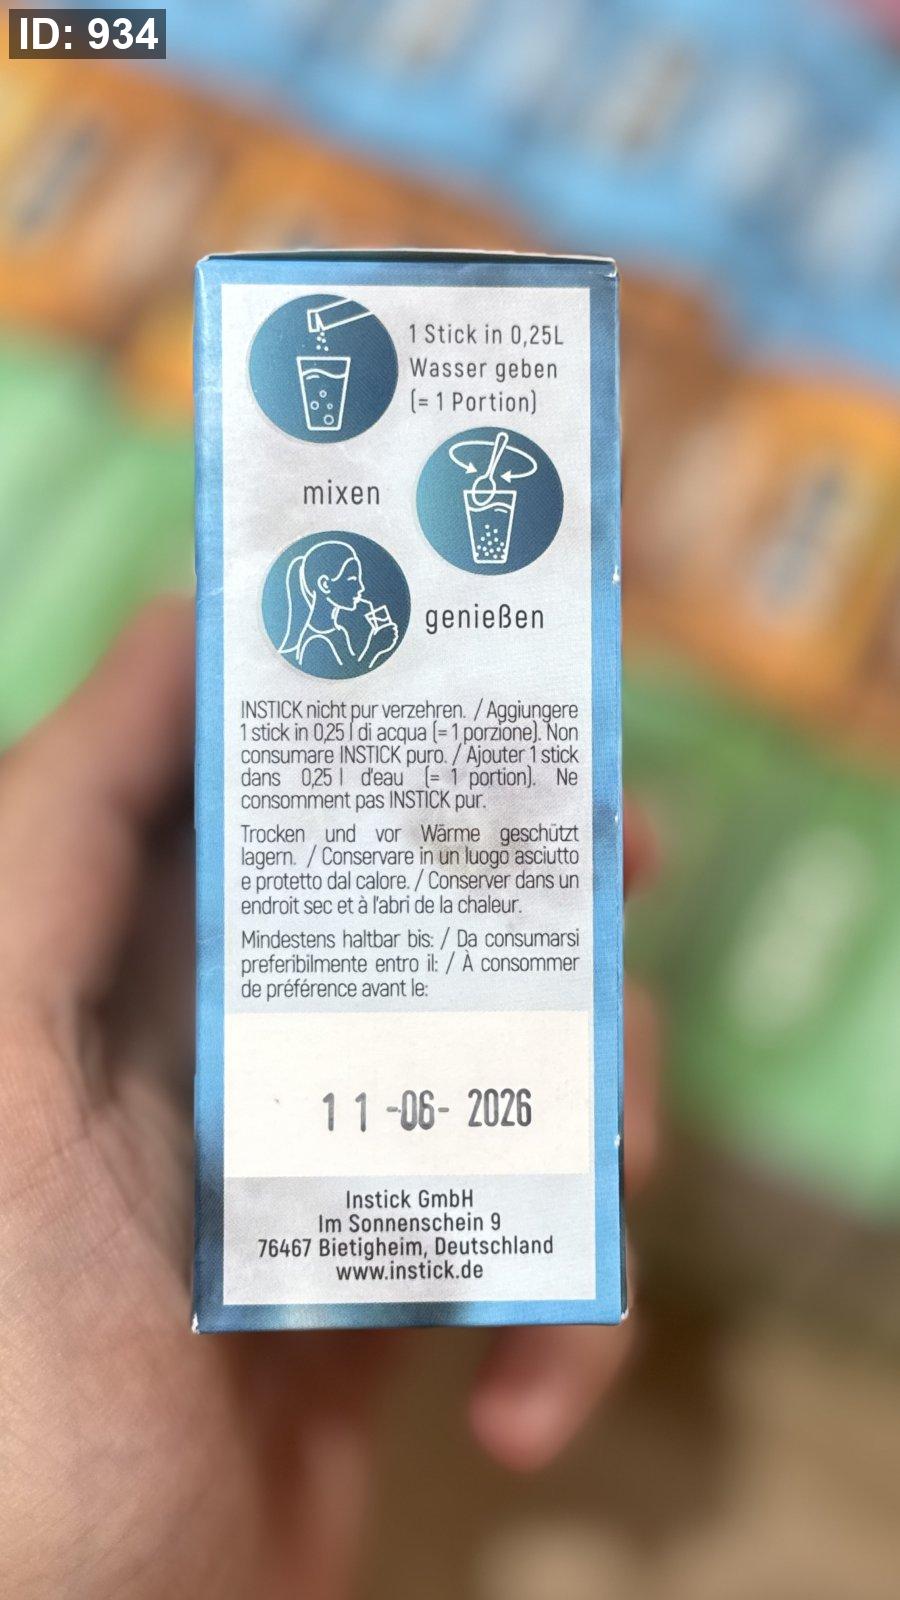 ID: 934
1 Stick in 0,25L
Wasser geben
(= 1 Portion)
mixen
genießen
INSTICK nicht pur verzehren. / Aggiungere
1 stick in 0,25 l di acqua (= 1 porzione). Non
consumare INSTICK puro. / Ajouter 1 stick
dans 0,25 l d'eau (= 1 portion). Ne
consomment pas INSTICK pur.
Trocken und vor Wärme geschützt
lagern. / Conservare in un luogo asciutto
e protetto dal calore. / Conserver dans un
endroit sec et à l'abri de la chaleur.
Mindestens haltbar bis: / Da consumarsi
preferibilmente entro il: / À consommer
de préférence avant le:
11-06-2026
Instick GmbH
Im Sonnenschein 9
76467 Bietigheim, Deutschland
www.instick.de